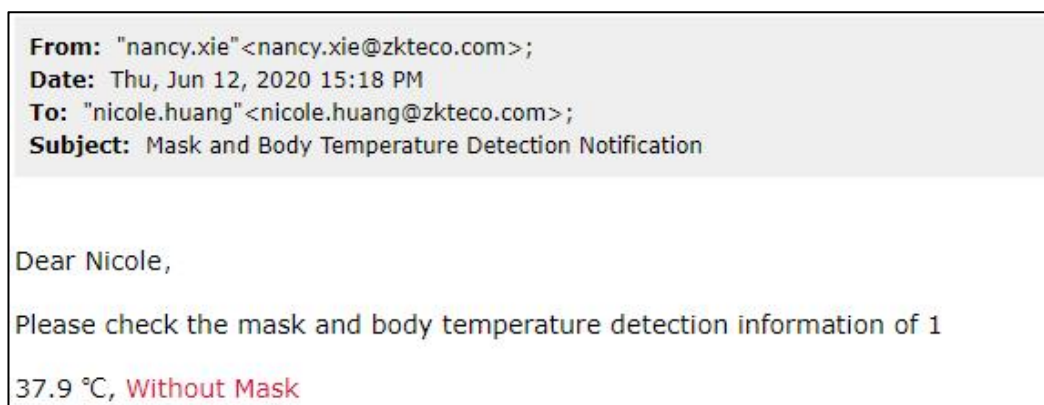 From: "nancy.xie"<nancy.xie@zkteco.com>;
Date: Thu, Jun 12, 2020 15:18 PM
To: "nicole.huang"<nicole.huang@zkteco.com>;
Subject: Mask and Body Temperature Detection Notification
Dear Nicole,
Please check the mask and body temperature detection information of 1
37.9 ℃, Without Mask